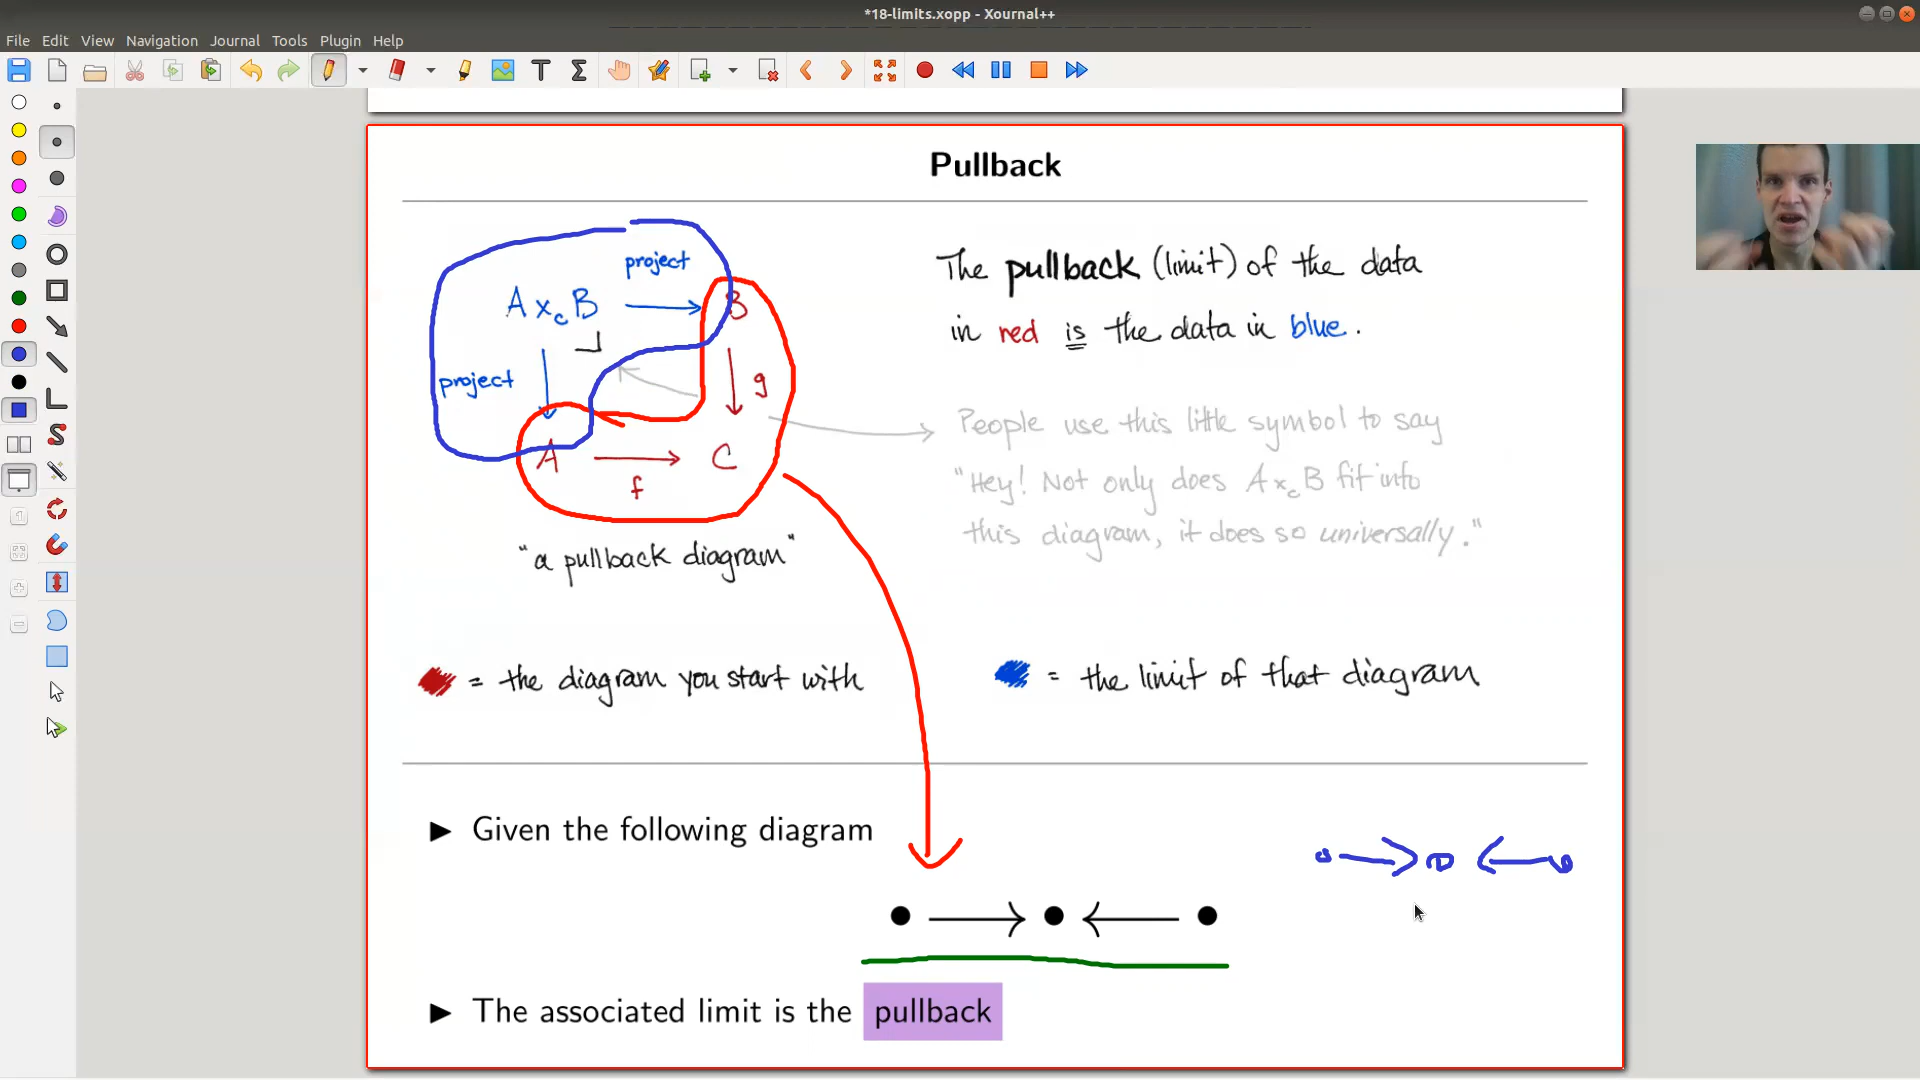 *18-limits.xopp - Xournal++
File Edit View Navigation Journal Tools Plugin Help
Pullback
project
A ×_C B
B
project
g
A
C
f
"a pullback diagram"
The pullback (limit) of the data
in red is the data in blue.
People use this little symbol to say
"Hey! Not only does A ×_C B fit into
this diagram, it does so universally."
= the diagram you start with
= the limit of that diagram
▶ Given the following diagram
▶ The associated limit is the pullback